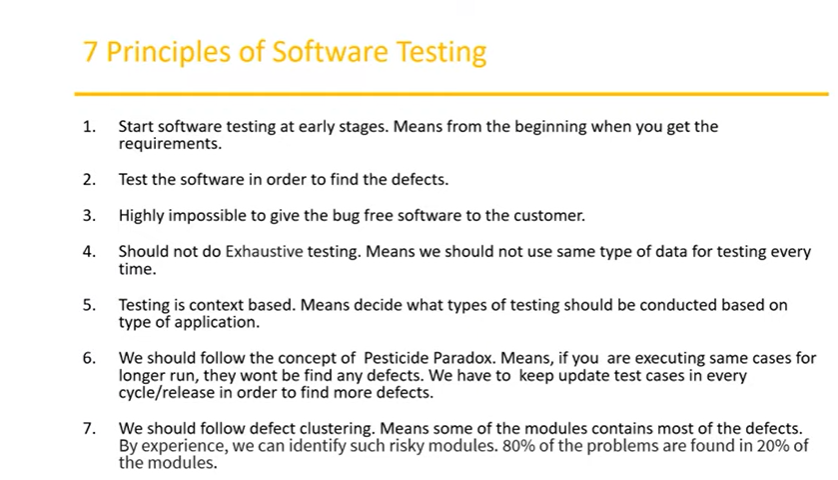 7 Principles of Software Testing
1. Start software testing at early stages. Means from the beginning when you get the
requirements.
2. Test the software in order to find the defects.
3. Highly impossible to give the bug free software to the customer.
4. Should not do Exhaustive testing. Means we should not use same type of data for testing every
time.
5. Testing is context based. Means decide what types of testing should be conducted based on
type of application.
6. We should follow the concept of Pesticide Paradox. Means, if you are executing same cases for
longer run, they wont be find any defects. We have to keep update test cases in every
cycle/release in order to find more defects.
7. We should follow defect clustering. Means some of the modules contains most of the defects.
By experience, we can identify such risky modules. 80% of the problems are found in 20% of
the modules.